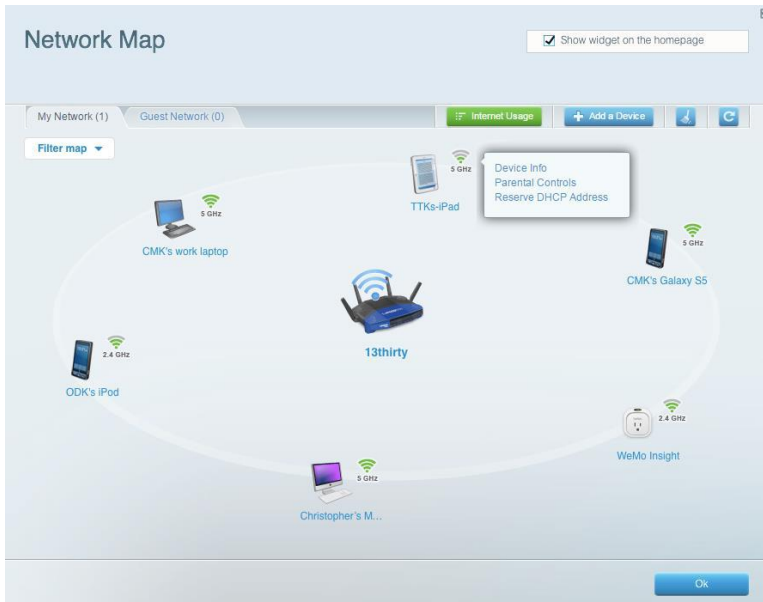 Network Map
Show widget on the homepage
My Network (1)
Guest Network (0)
Internet Usage
Add a Device
Filter map
5 GHz
TTKs-iPad
Device Info
Parental Controls
Reserve DHCP Address
5 GHz
CMK's work laptop
5 GHz
CMK's Galaxy S5
13thirty
2.4 GHz
ODK's iPod
2.4 GHz
WeMo Insight
5 GHz
Christopher's M...
Ok